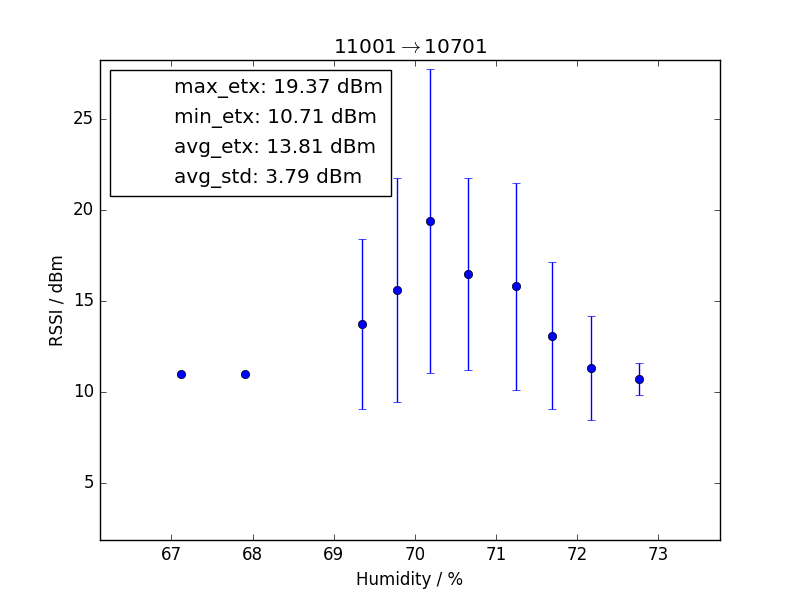 11001→10701
max_etx: 19.37 dBm
min_etx: 10.71 dBm
avg_etx: 13.81 dBm
avg_std: 3.79 dBm
25
20
15
10
5
RSSI / dBm
67 68 69 70 71 72 73
Humidity / %